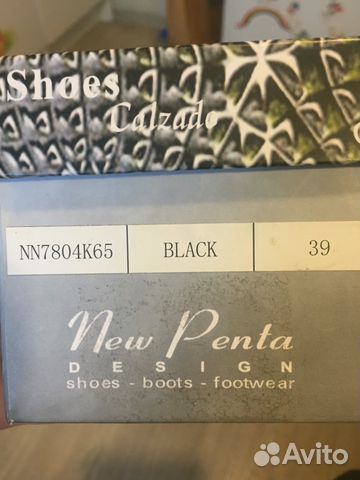 Shoes
Calzado
NN7804K65 BLACK 39
New Penta
DESIGN
shoes - boots - footwear
Avito